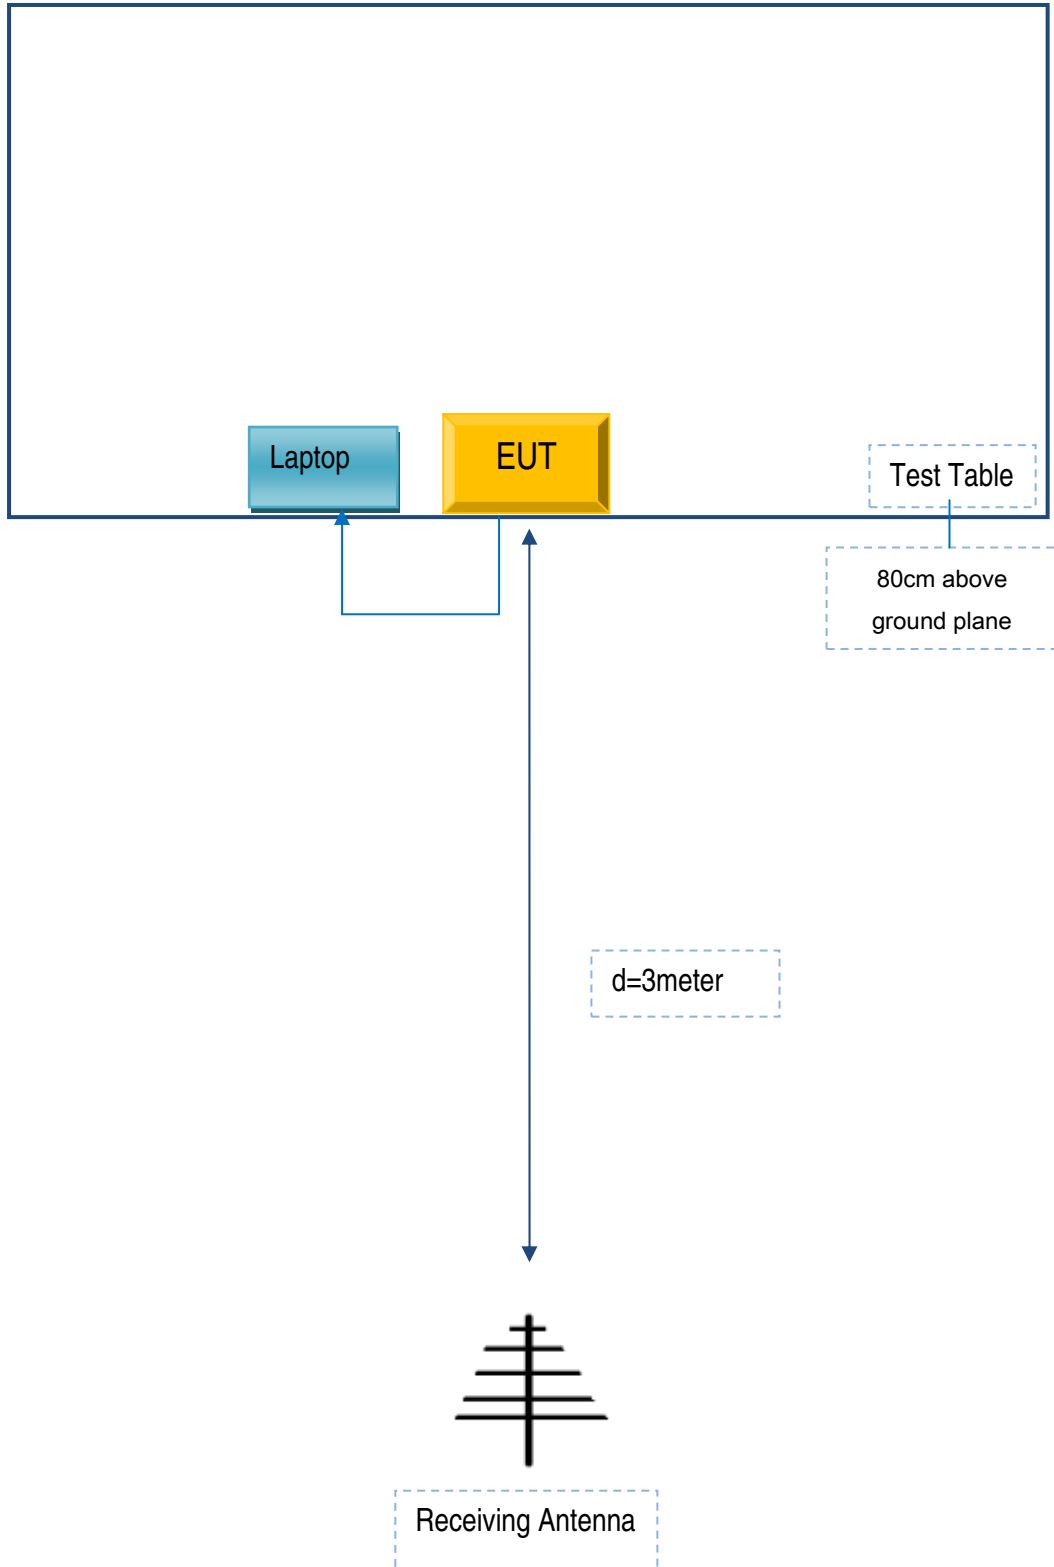 Laptop
EUT
Test Table
80cm above
ground plane
d=3meter
Receiving Antenna